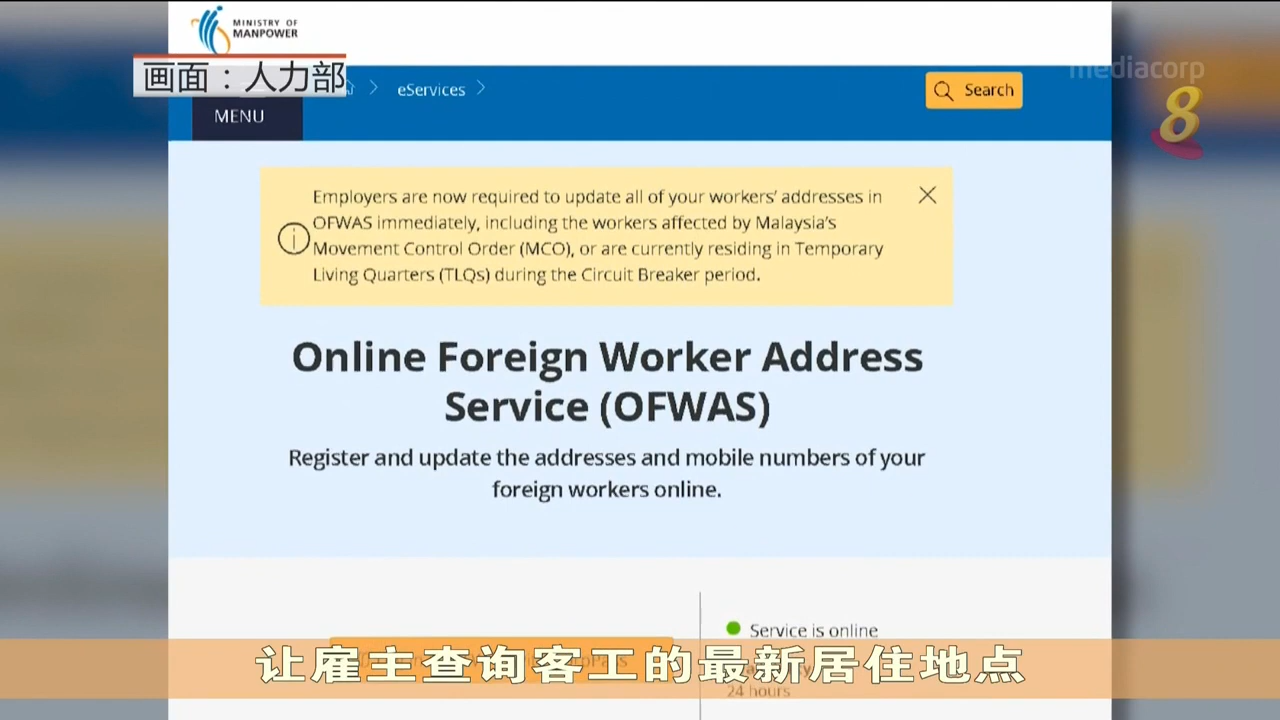 MINISTRY OF
MANPOWER
画面：人力部
eServices
Search
mediacorp
8
MENU
Employers are now required to update all of your workers’ addresses in
OFWAS immediately, including the workers affected by Malaysia’s
Movement Control Order (MCO), or are currently residing in Temporary
Living Quarters (TLQs) during the Circuit Breaker period.
Online Foreign Worker Address
Service (OFWAS)
Register and update the addresses and mobile numbers of your
foreign workers online.
Service is online
让雇主查询客工的最新居住地点
24 hours